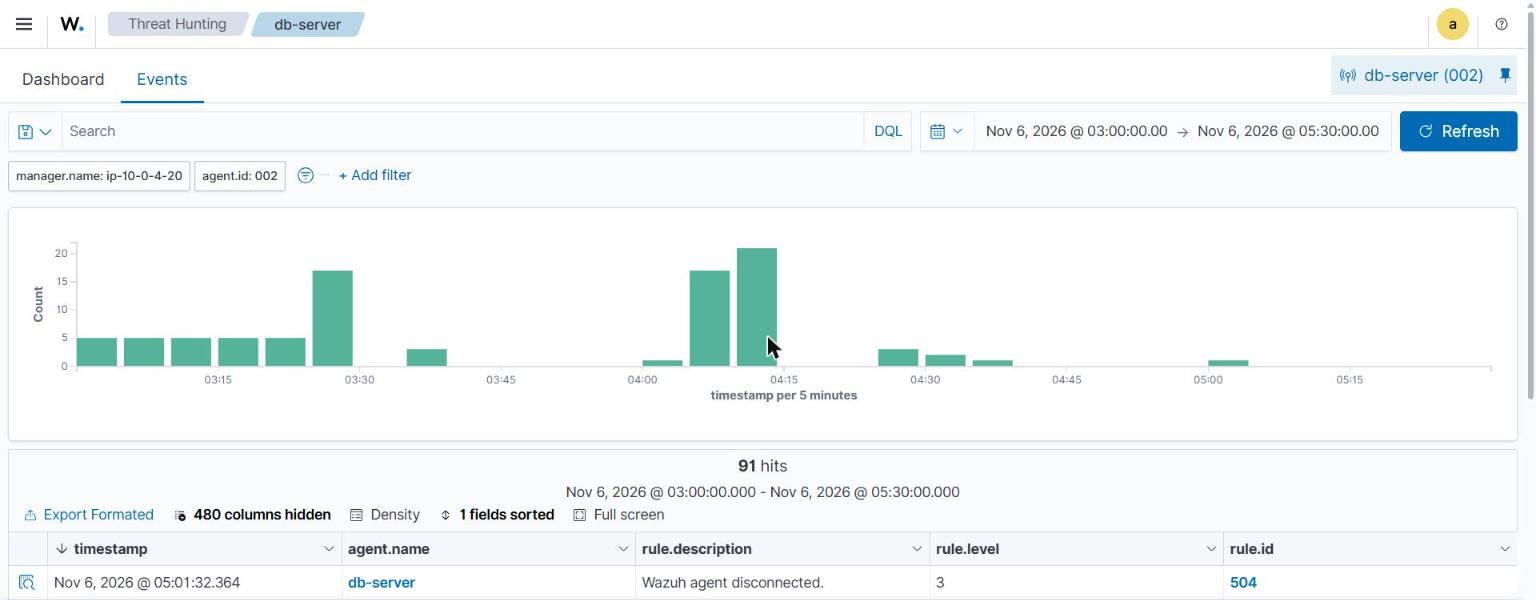 W. Threat Hunting db-server a
Dashboard Events db-server (002)
Search DQL Nov 6, 2026 @ 03:00:00.00 → Nov 6, 2026 @ 05:30:00.00 Refresh
manager.name: ip-10-0-4-20 agent.id: 002 + Add filter
20
15
10
5
0
Count
03:15 03:30 03:45 04:00 04:15 04:30 04:45 05:00 05:15
timestamp per 5 minutes
91 hits
Nov 6, 2026 @ 03:00:00.000 - Nov 6, 2026 @ 05:30:00.000
Export Formated 480 columns hidden Density 1 fields sorted Full screen
timestamp agent.name rule.description rule.level rule.id
Nov 6, 2026 @ 05:01:32.364 db-server Wazuh agent disconnected. 3 504